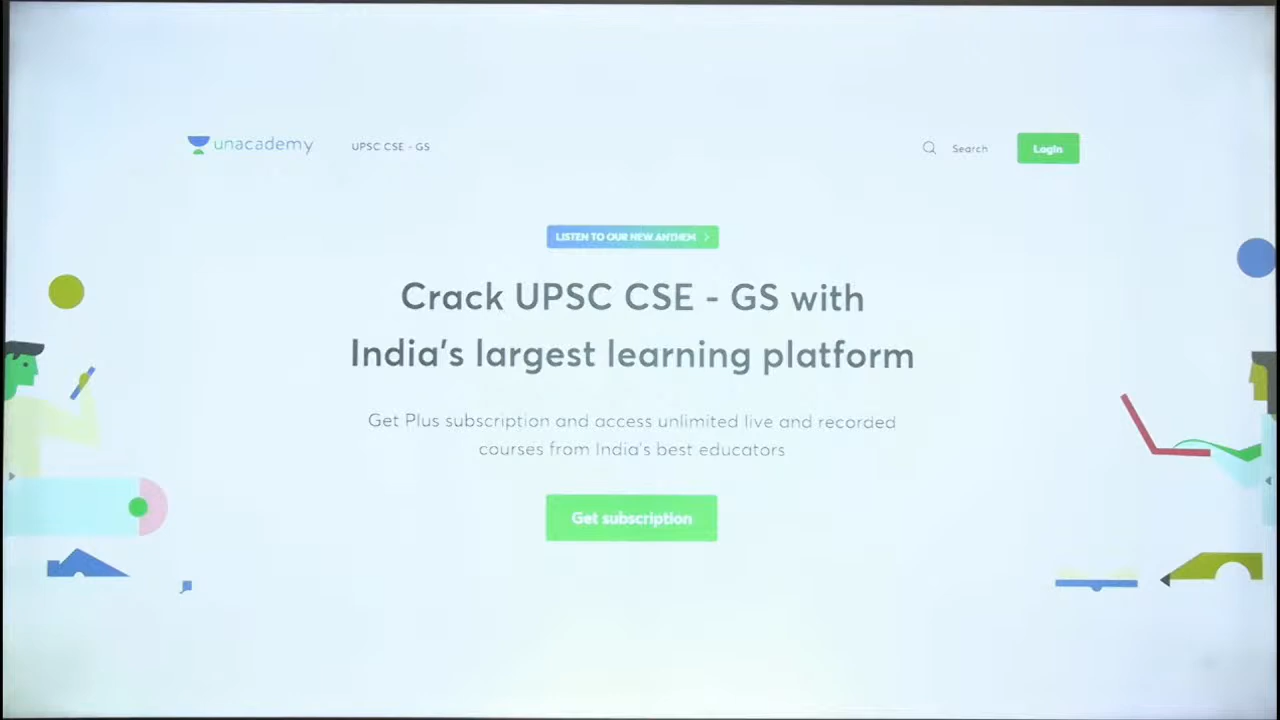 unacademy
UPSC CSE - GS
Search
Login
LISTEN TO OUR NEW ANTHEM
Crack UPSC CSE - GS with
India's largest learning platform
Get Plus subscription and access unlimited live and recorded
courses from India's best educators
Get subscription